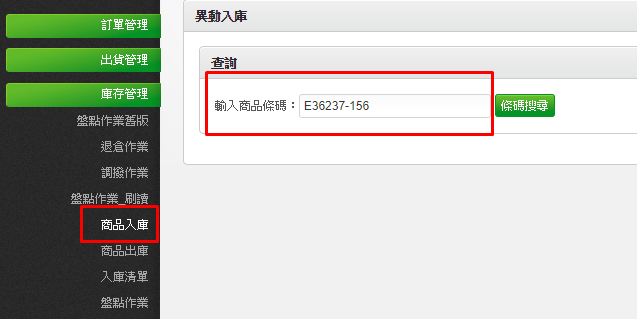 訂單管理
出貨管理
庫存管理
盤點作業舊版
退倉作業
調撥作業
盤點作業_刷讀
商品入庫
商品出庫
入庫清單
盤點作業
異動入庫
查詢
輸入商品條碼：E36237-156 條碼搜尋